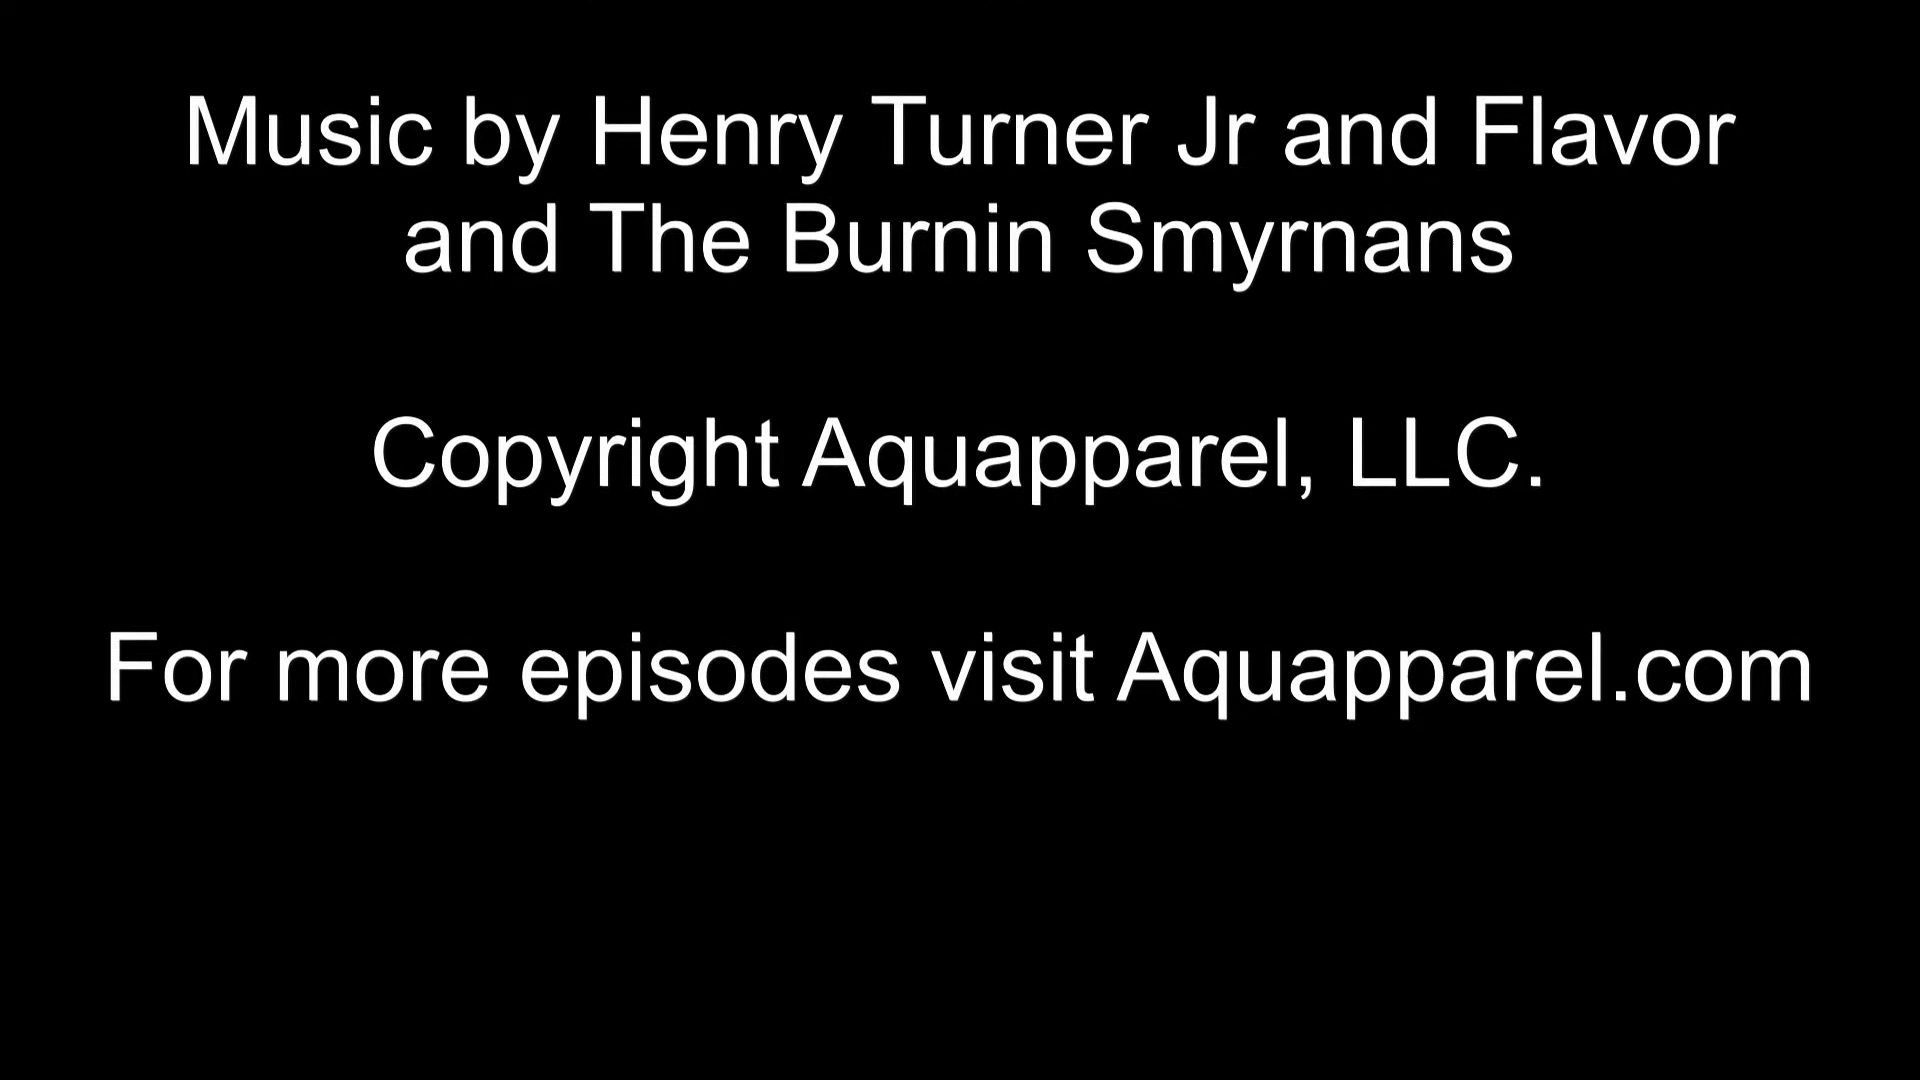 Music by Henry Turner Jr and Flavor
and The Burnin Smyrnans
Copyright Aquapparel, LLC.
For more episodes visit Aquapparel.com